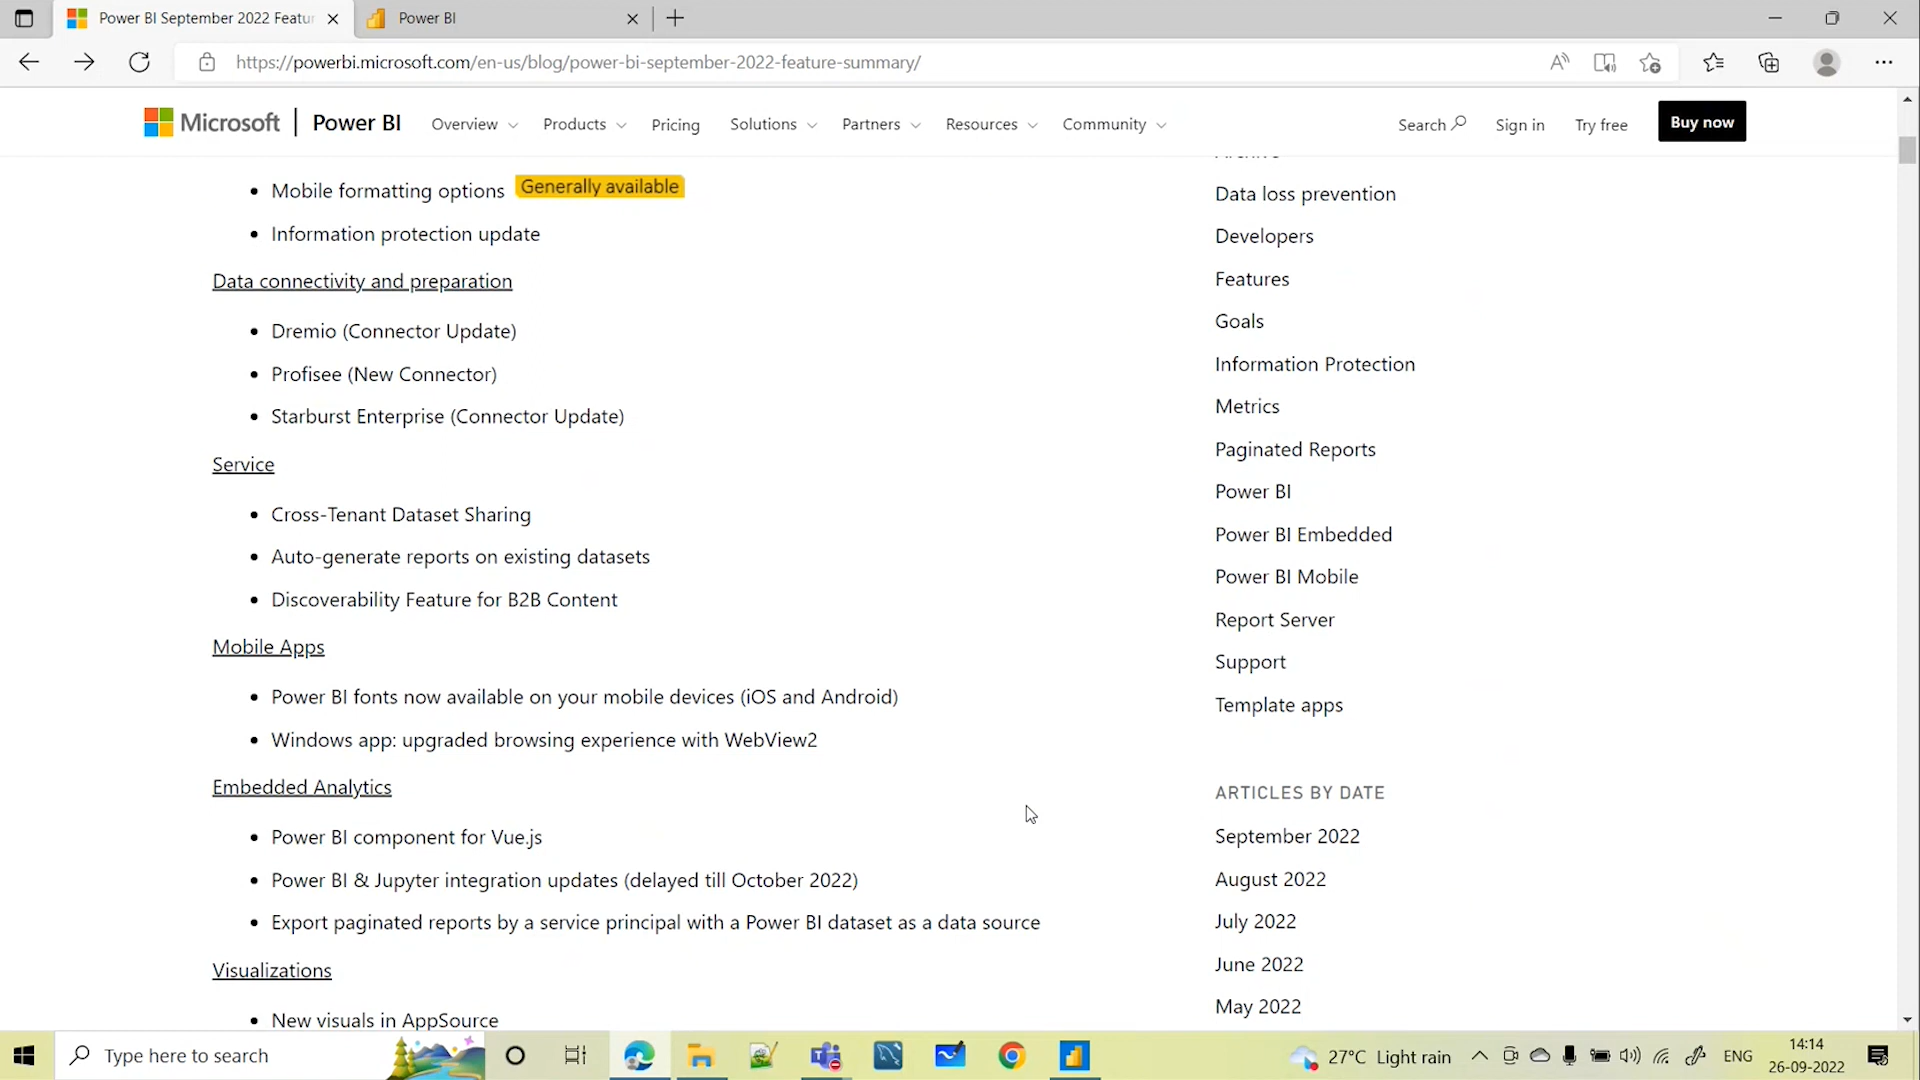 Power BI September 2022 Featur
Power BI
https://powerbi.microsoft.com/en-us/blog/power-bi-september-2022-feature-summary/
Microsoft | Power BI
Overview
Products
Pricing
Solutions
Partners
Resources
Community
Search
Sign in
Try free
Buy now
Mobile formatting options Generally available
Information protection update
Data connectivity and preparation
Dremio (Connector Update)
Profisee (New Connector)
Starburst Enterprise (Connector Update)
Service
Cross-Tenant Dataset Sharing
Auto-generate reports on existing datasets
Discoverability Feature for B2B Content
Mobile Apps
Power BI fonts now available on your mobile devices (iOS and Android)
Windows app: upgraded browsing experience with WebView2
Embedded Analytics
Power BI component for Vue.js
Power BI & Jupyter integration updates (delayed till October 2022)
Export paginated reports by a service principal with a Power BI dataset as a data source
Visualizations
New visuals in AppSource
Data loss prevention
Developers
Features
Goals
Information Protection
Metrics
Paginated Reports
Power BI
Power BI Embedded
Power BI Mobile
Report Server
Support
Template apps
ARTICLES BY DATE
September 2022
August 2022
July 2022
June 2022
May 2022
Type here to search
27°C Light rain
ENG
14:14
26-09-2022